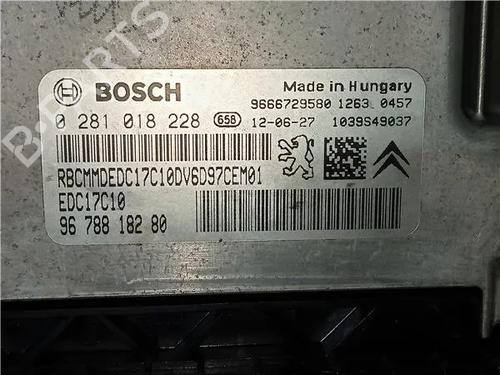 PARTS
BOSCH
Made in Hungary
9666729580 1263 0457
0 281 018 228 658 12-06-27 1039S49037
RBCMMDEDC17C10DV6D97CEM01
EDC17C10
96 788 182 80